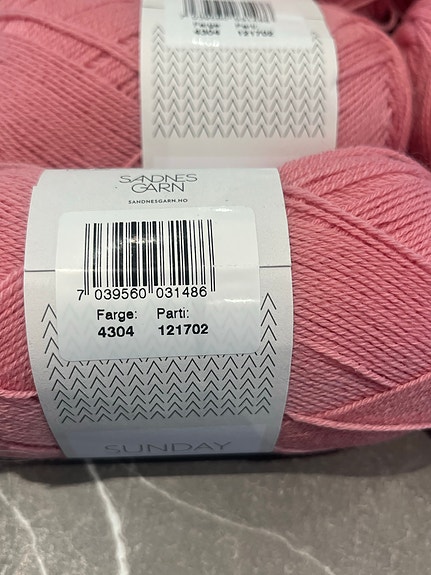 Farge: Parti:
4304 121702
SANDNES
GARN
SANDNESGARN.NO
7 039560 031486
Farge: Parti:
4304 121702
SUNDAY